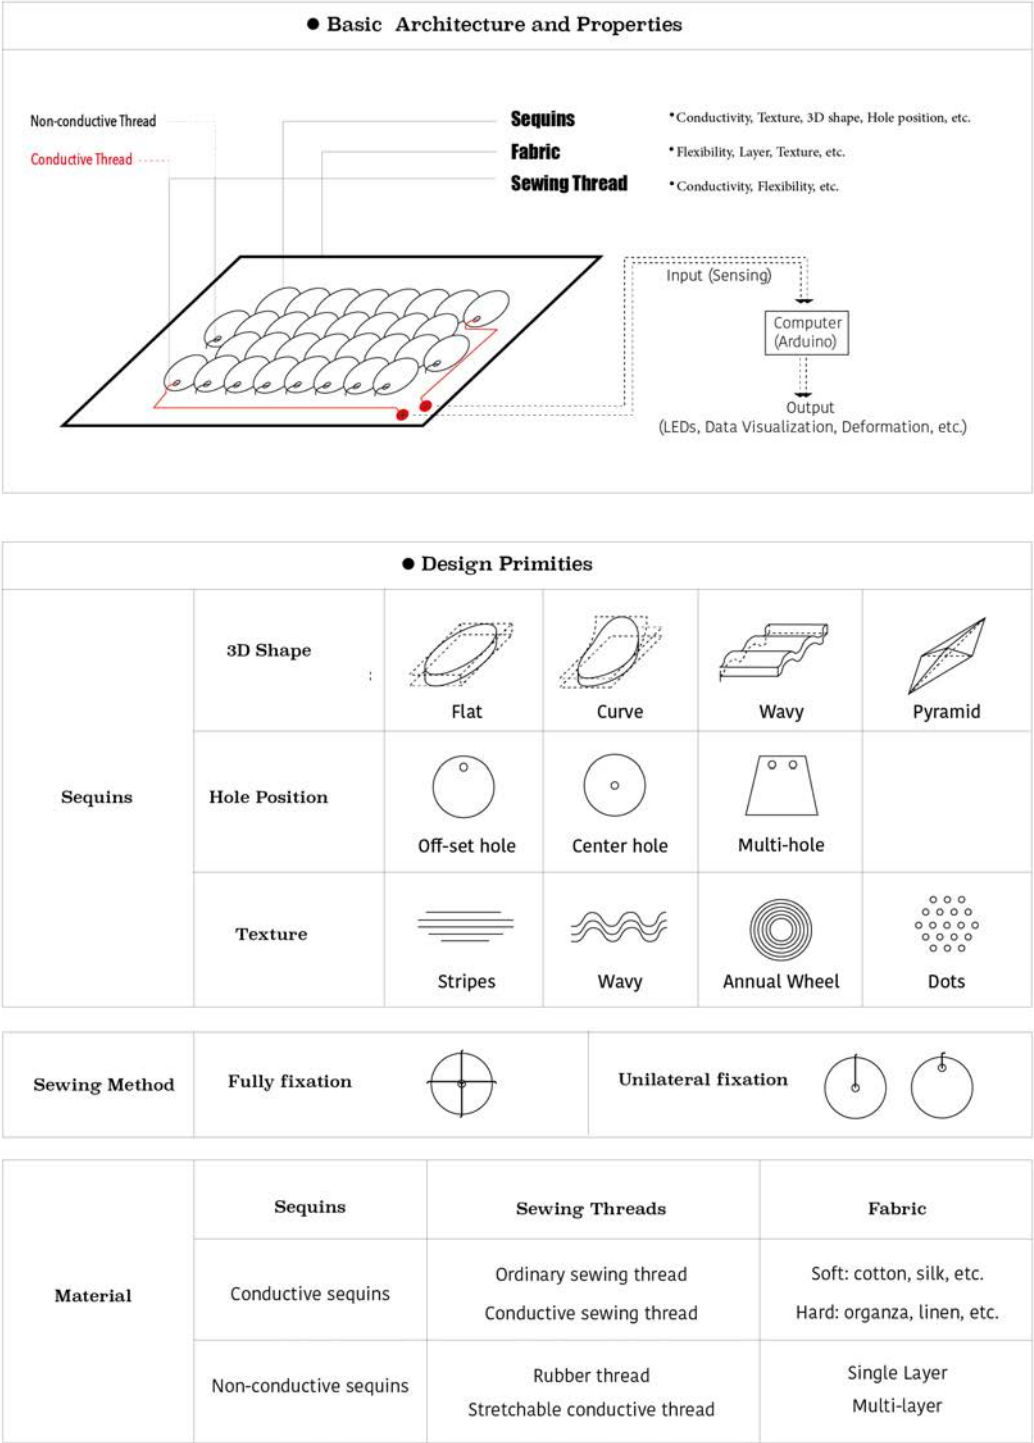 ● Basic Architecture and Properties
Non-conductive Thread
Conductive Thread
Sequins
•Conductivity, Texture, 3D shape, Hole position, etc.
Fabric
•Flexibility, Layer, Texture, etc.
Sewing Thread
•Conductivity, Flexibility, etc.
Input (Sensing)
Computer
(Arduino)
Output
(LEDs, Data Visualization, Deformation, etc.)
● Design Primities
Sequins
3D Shape
:
Flat
Curve
Wavy
Pyramid
Hole Position
Off-set hole
Center hole
Multi-hole
Texture
Stripes
Wavy
Annual Wheel
Dots
Sewing Method
Fully fixation
Unilateral fixation
Material
Sequins
Sewing Threads
Fabric
Conductive sequins
Ordinary sewing thread
Conductive sewing thread
Soft: cotton, silk, etc.
Hard: organza, linen, etc.
Non-conductive sequins
Rubber thread
Stretchable conductive thread
Single Layer
Multi-layer